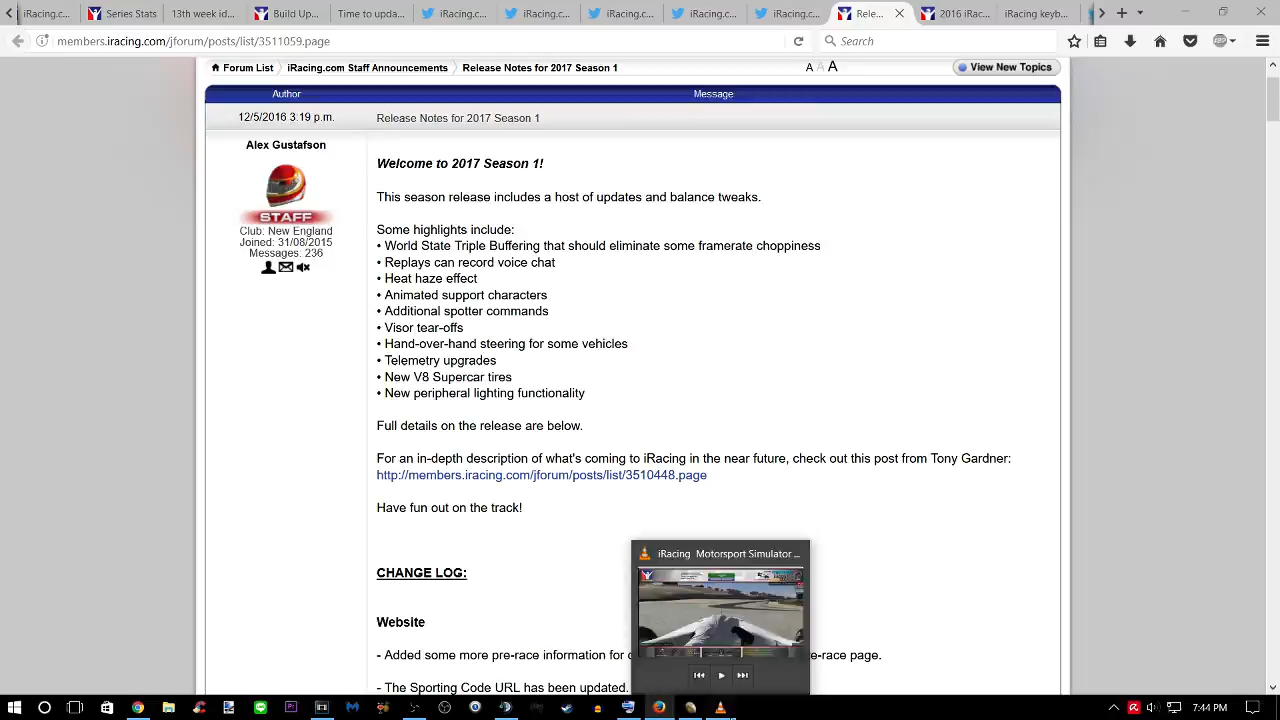 iRacing.c...
Series Stat
13th week
Build Up...
Time to upda
iRacing.c...
iRacing.c...
iRacing.c...
iRacing.c...
iRacing.c...
Rele...
2016 iRa...
iRacing keyb
members.iracing.com/jforum/posts/list/3511059.page
Search
Forum List
iRacing.com Staff Announcements
Release Notes for 2017 Season 1
A A A
View New Topics
Author
Message
12/5/2016 3:19 p.m.
Release Notes for 2017 Season 1
Alex Gustafson
STAFF
Club: New England
Joined: 31/08/2015
Messages. 236
Welcome to 2017 Season 1!
This season release includes a host of updates and balance tweaks.
Some highlights include:
• World State Triple Buffering that should eliminate some framerate choppiness
• Replays can record voice chat
• Heat haze effect
• Animated support characters
• Additional spotter commands
• Visor tear-offs
• Hand-over-hand steering for some vehicles
• Telemetry upgrades
• New V8 Supercar tires
• New peripheral lighting functionality
Full details on the release are below.
For an in-depth description of what's coming to iRacing in the near future, check out this post from Tony Gardner:
http://members.iracing.com/jforum/posts/list/3510448.page
Have fun out on the track!
iRacing Motorsport Simulator ...
CHANGE LOG:
Website
- Added some more pre-race information for
e-race page.
- The Sporting Code URL has been updated.
7:44 PM